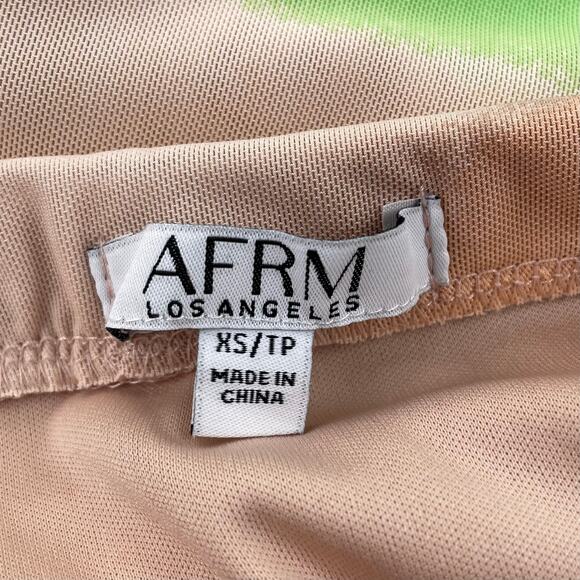 AFRM
LOS ANGELES
XS/TP
MADE IN
CHINA